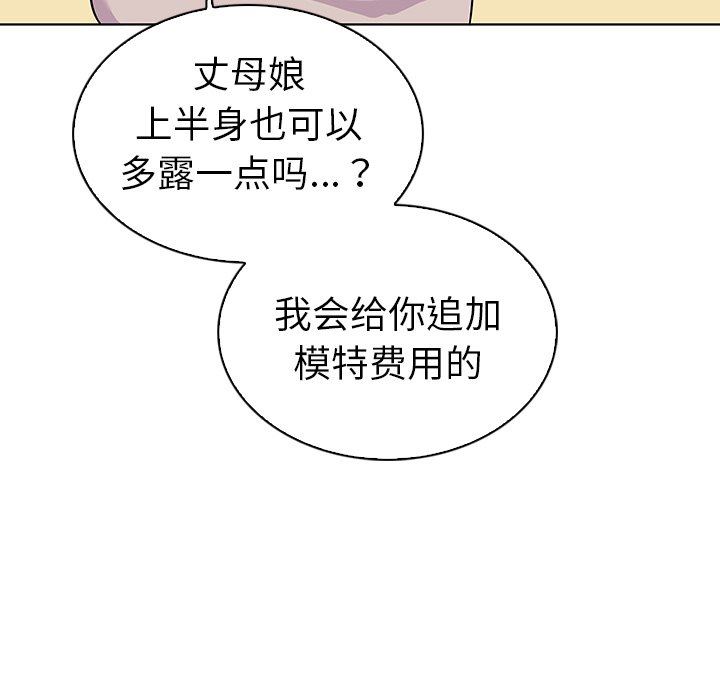 丈母娘
上半身也可以
多露一点吗...？
我会给你追加
模特费用的